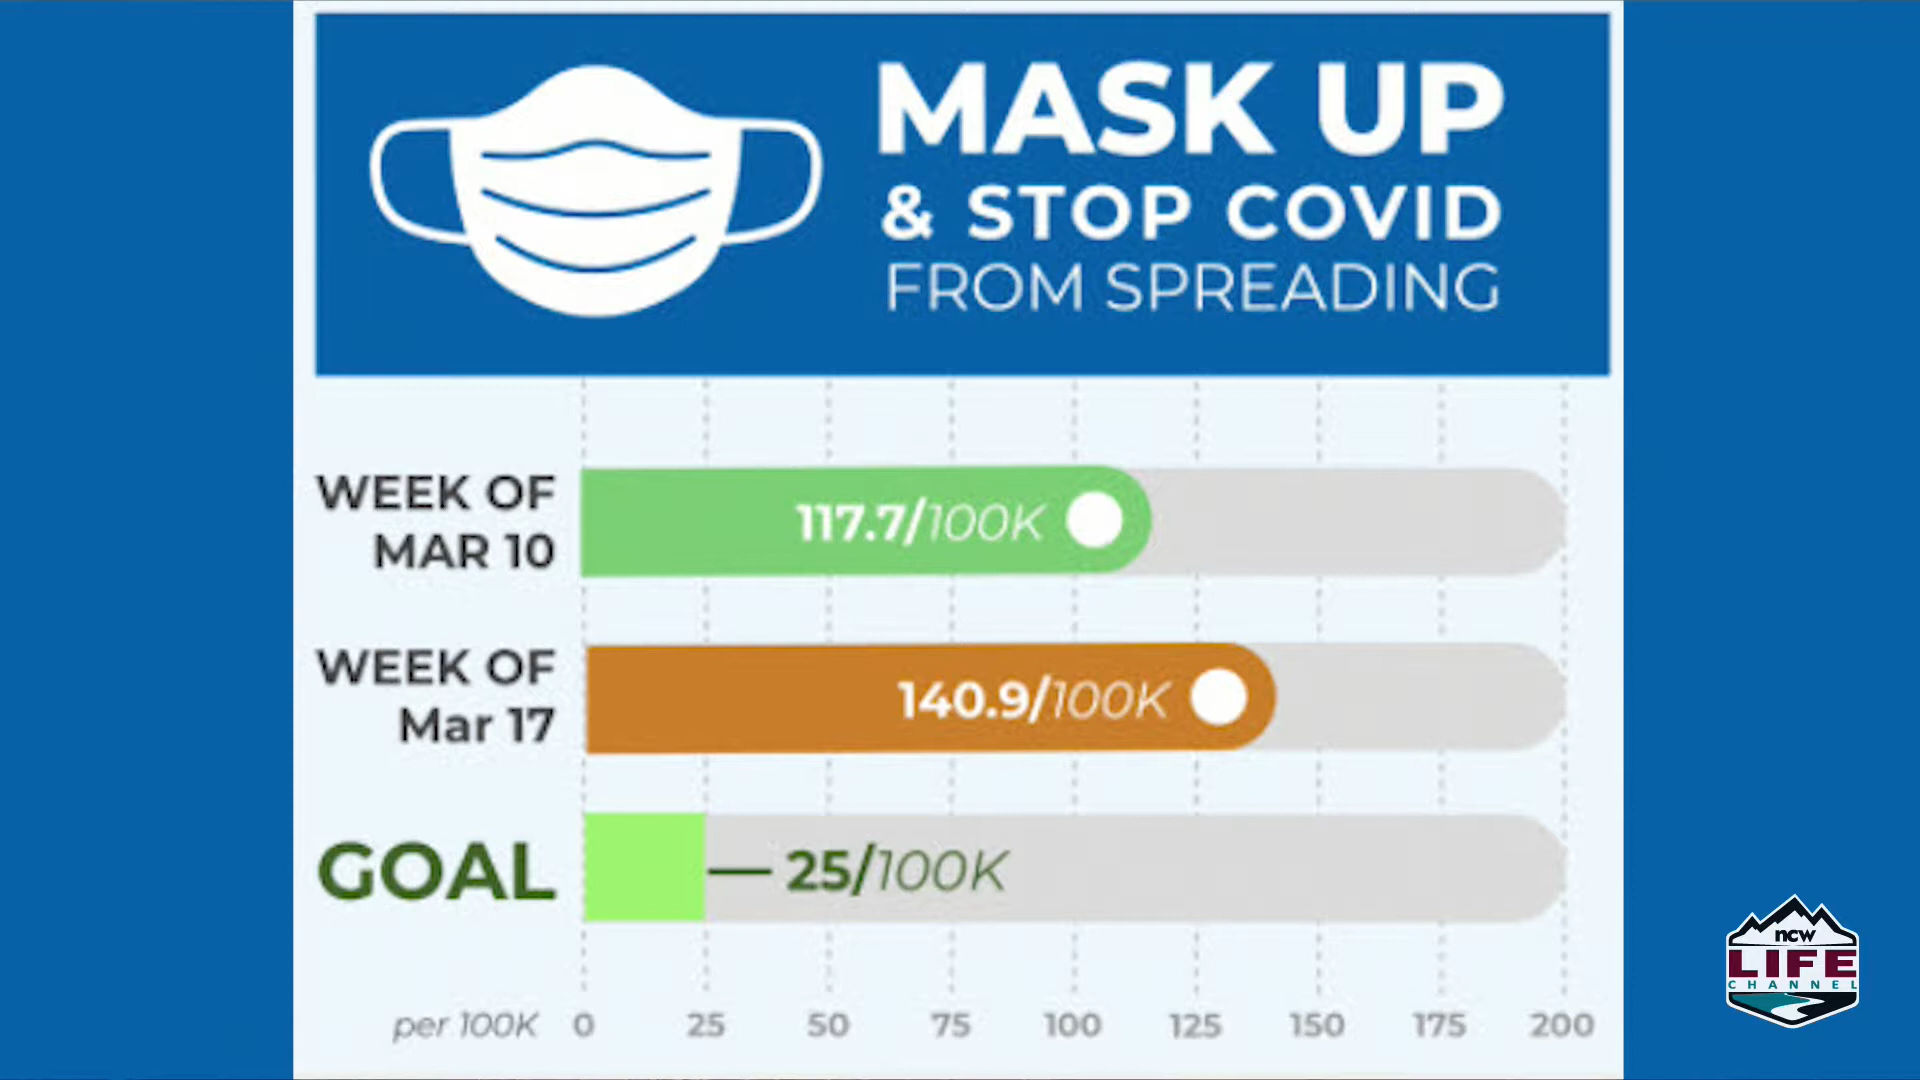 MASK UP
& STOP COVID
FROM SPREADING
WEEK OF
MAR 10
117.7/100K
WEEK OF
Mar 17
140.9/100K
GOAL
25/100K
per 100K 0 25 50 75 100 125 150 175 200
ncw
LIFE
CHANNEL